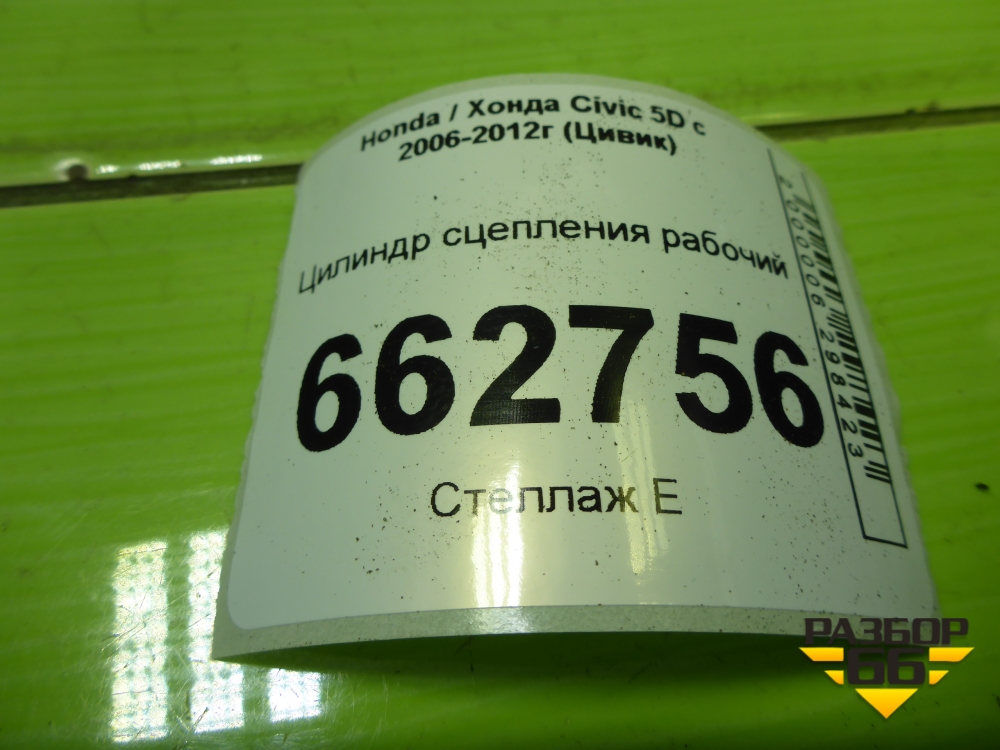 Honda / Хонда Civic 5D с
2006-2012г (Цивик)
Цилиндр сцепления рабочий
662756
Стеллаж Е
2000006298423
РАЗБОР
66